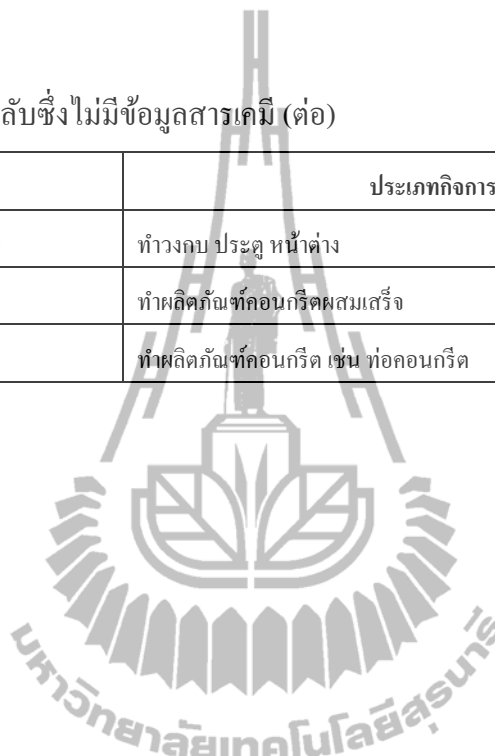 ลับซึ่งไม่มีข้อมูลสารเคมี (ต่อ)
ประเภทกิจการ
ทำวงกบ ประตู หน้าต่าง
ทำผลิตภัณฑ์คอนกรีตผสมเสร็จ
ทำผลิตภัณฑ์คอนกรีต เช่น ท่อคอนกรีต
มหาวิทยาลัยเทคโนโลยีสุรนารี